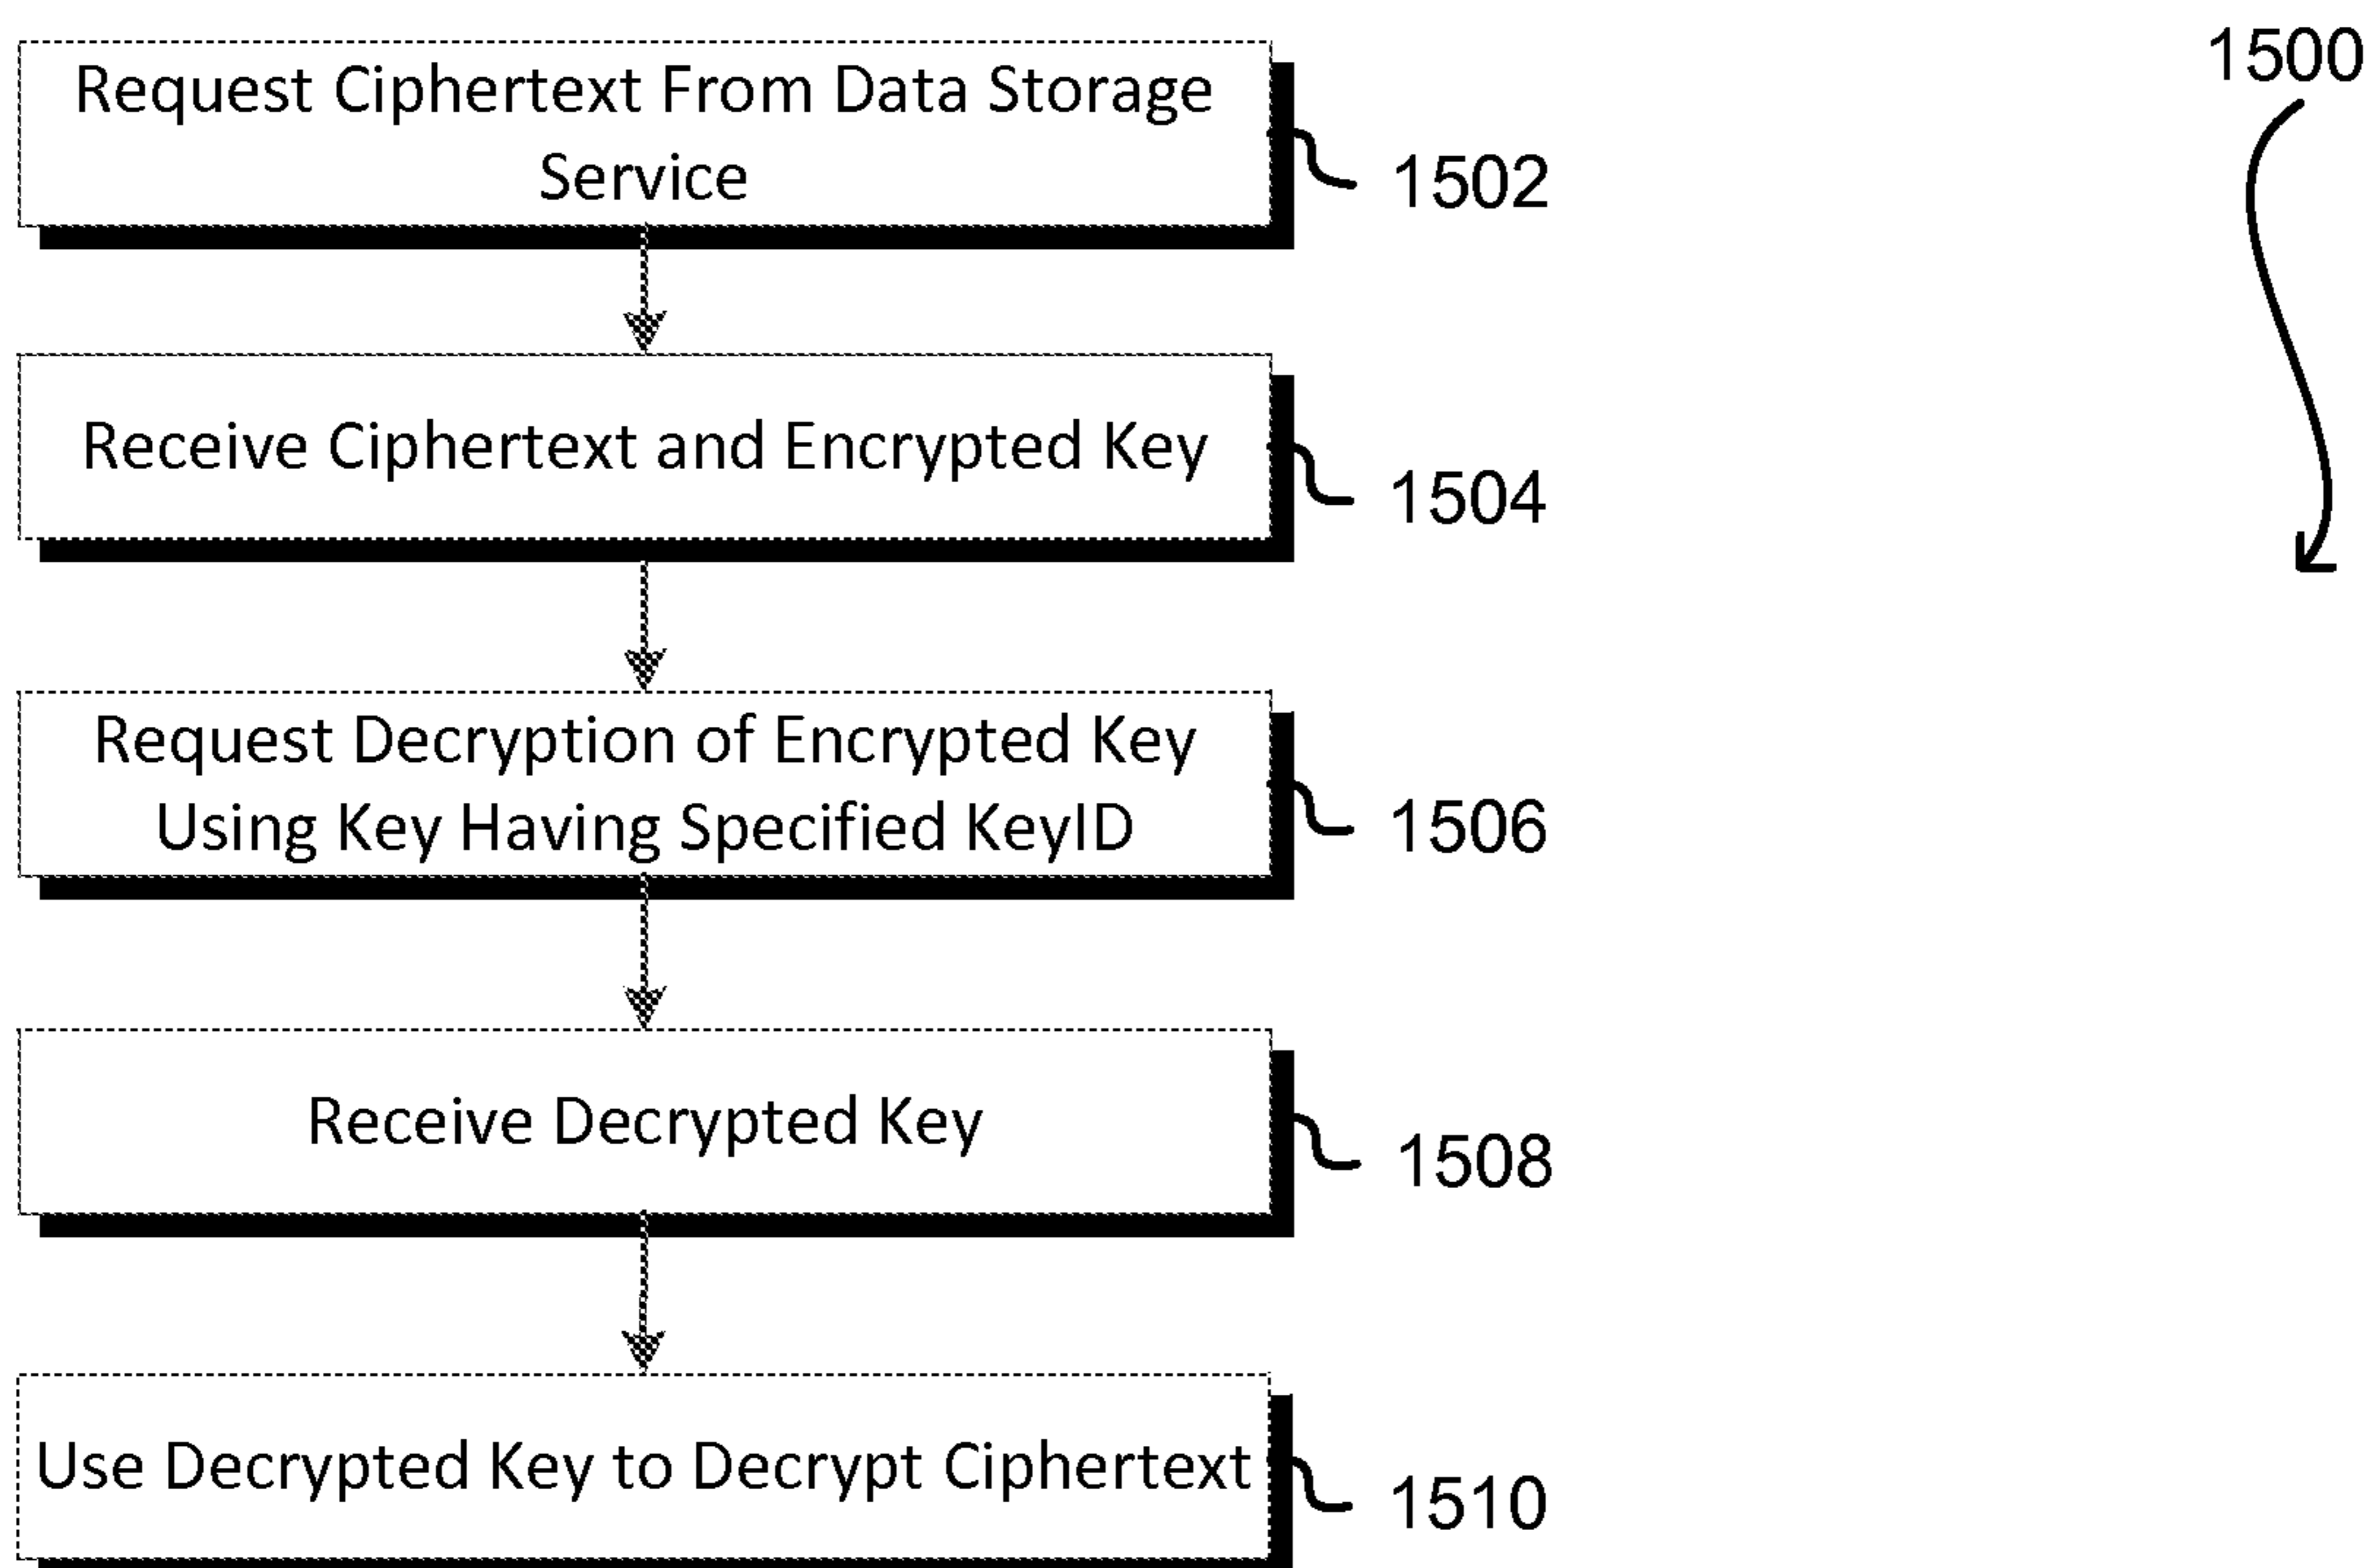 1500
Request Ciphertext From Data Storage
Service
1502
Receive Ciphertext and Encrypted Key
1504
Request Decryption of Encrypted Key
Using Key Having Specified KeyID
1506
Receive Decrypted Key
1508
Use Decrypted Key to Decrypt Ciphertext
1510